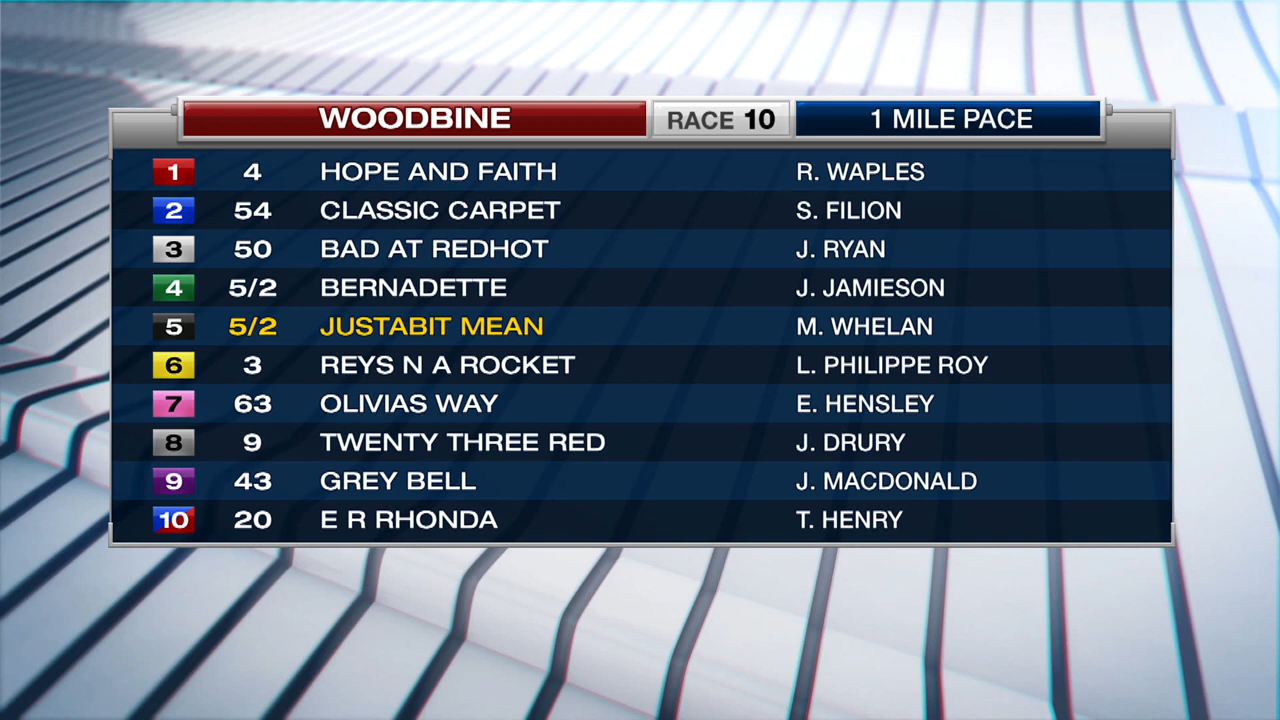 WOODBINE RACE 10 1 MILE PACE
1 4 HOPE AND FAITH R. WAPLES
2 54 CLASSIC CARPET S. FILION
3 50 BAD AT REDHOT J. RYAN
4 5/2 BERNADETTE J. JAMIESON
5 5/2 JUSTABIT MEAN M. WHELAN
6 3 REYS N A ROCKET L. PHILIPPE ROY
7 63 OLIVIAS WAY E. HENSLEY
8 9 TWENTY THREE RED J. DRURY
9 43 GREY BELL J. MACDONALD
10 20 E R RHONDA T. HENRY